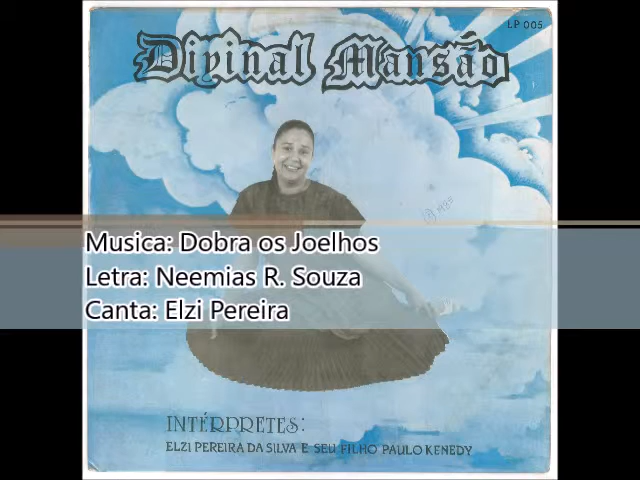 LP 005
Divinal Mansão
Musica: Dobra os Joelhos
Letra: Neemias R. Souza
Canta: Elzi Pereira
INTÉRPRETES:
ELZI PEREIRA DA SILVA E SEU FILHO PAULO KENEDY